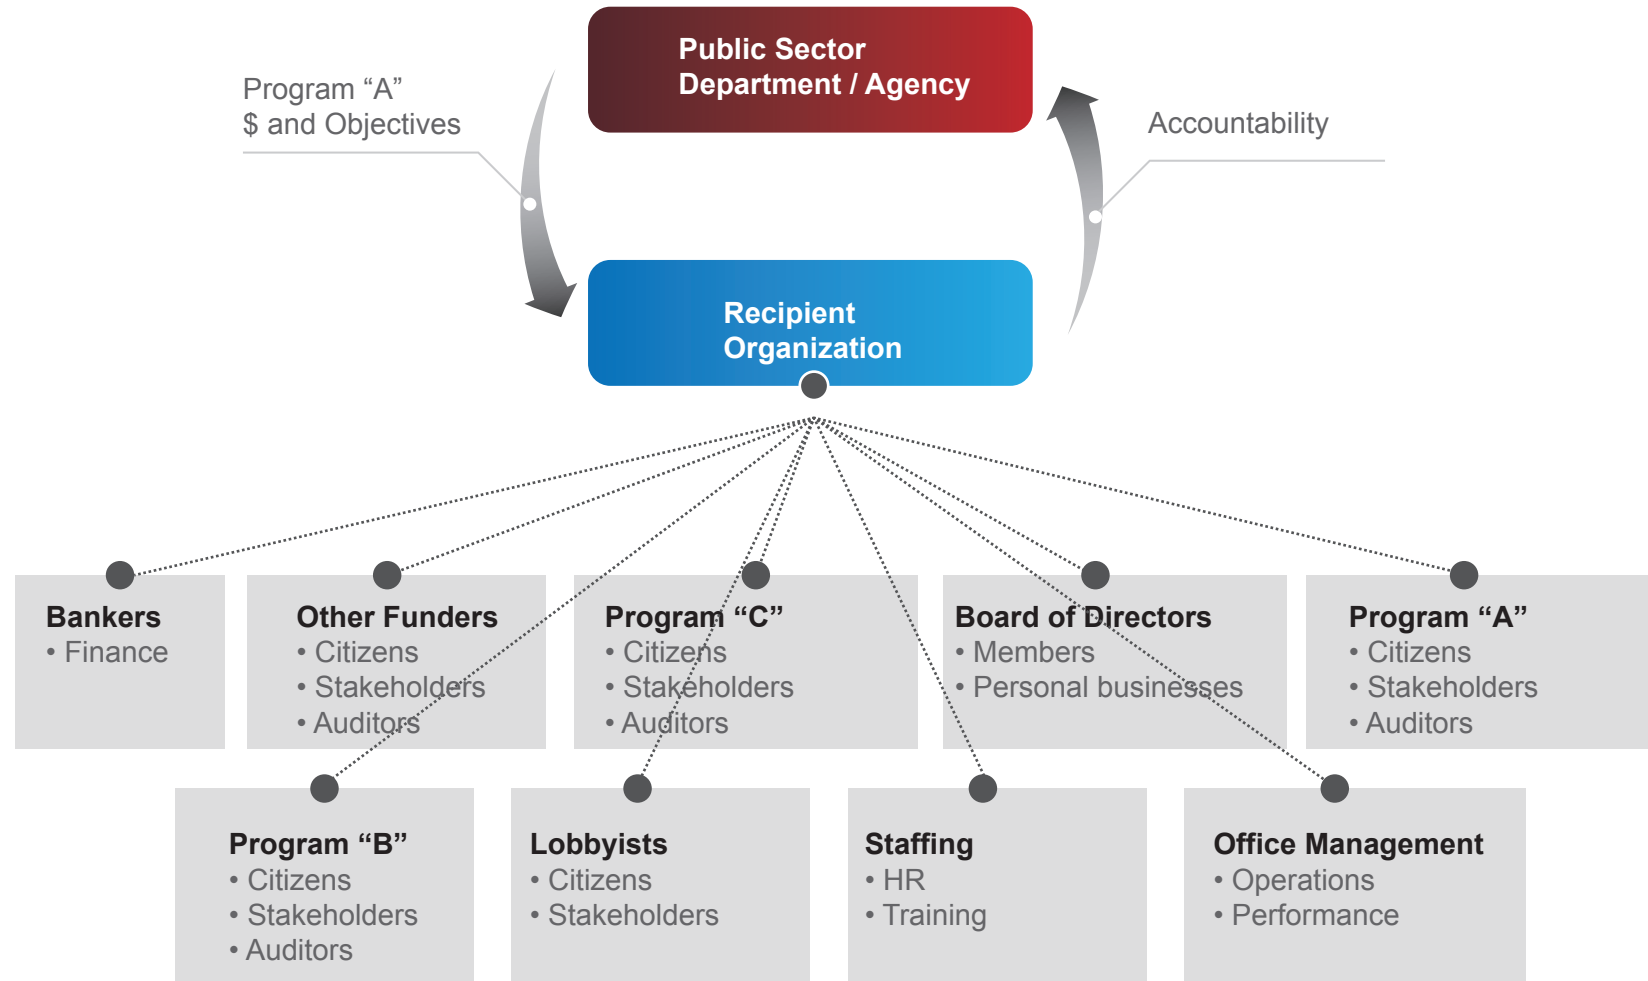 Public Sector
Department / Agency
Program “A”
$ and Objectives
Accountability
Recipient
Organization
Bankers
• Finance
Other Funders
• Citizens
• Stakeholders
• Auditors
Program “C”
• Citizens
• Stakeholders
• Auditors
Board of Directors
• Members
• Personal businesses
Program “A”
• Citizens
• Stakeholders
• Auditors
Program “B”
• Citizens
• Stakeholders
• Auditors
Lobbyists
• Citizens
• Stakeholders
Staffing
• HR
• Training
Office Management
• Operations
• Performance